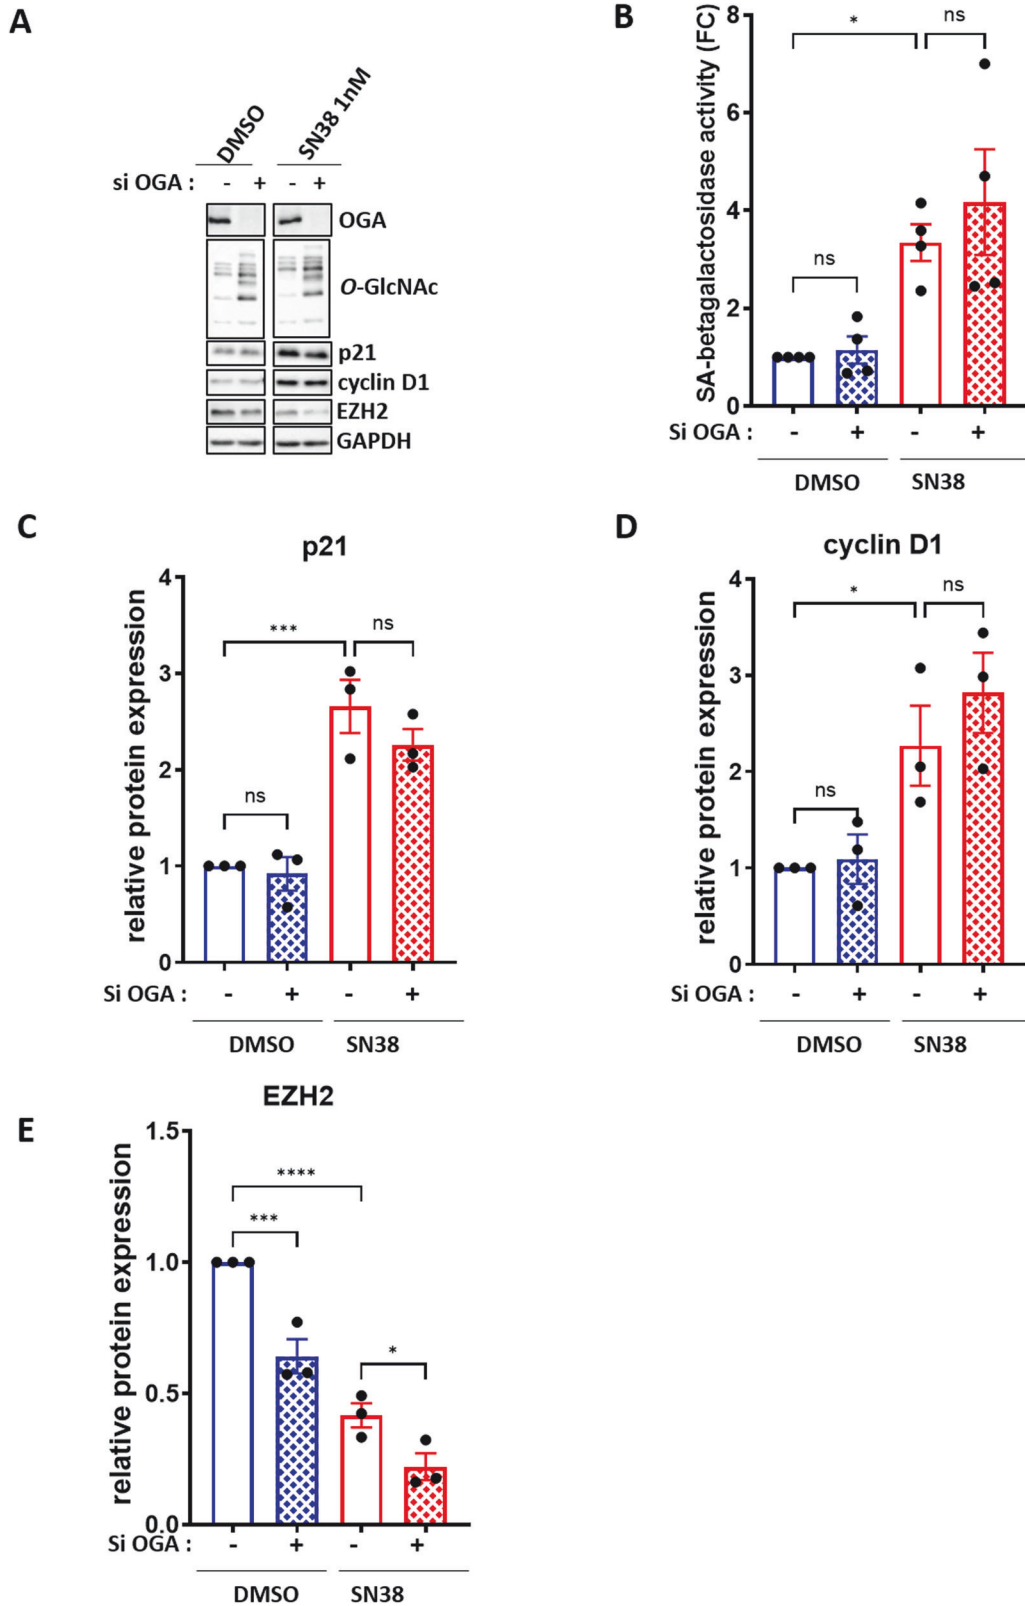 A
DMSO
SN38 1nM
si OGA : - + - +
OGA
O-GlcNAc
p21
cyclin D1
EZH2
GAPDH
B
SA-betagalactosidase activity (FC)
8
6
4
2
0
*
ns
ns
Si OGA : - + - +
DMSO SN38
C
p21
relative protein expression
4
3
2
1
0
***
ns
ns
Si OGA : - + - +
DMSO SN38
D
cyclin D1
relative protein expression
4
3
2
1
0
*
ns
ns
Si OGA : - + - +
DMSO SN38
E
EZH2
relative protein expression
1.5
1.0
0.5
0.0
****
***
*
Si OGA : - + - +
DMSO SN38